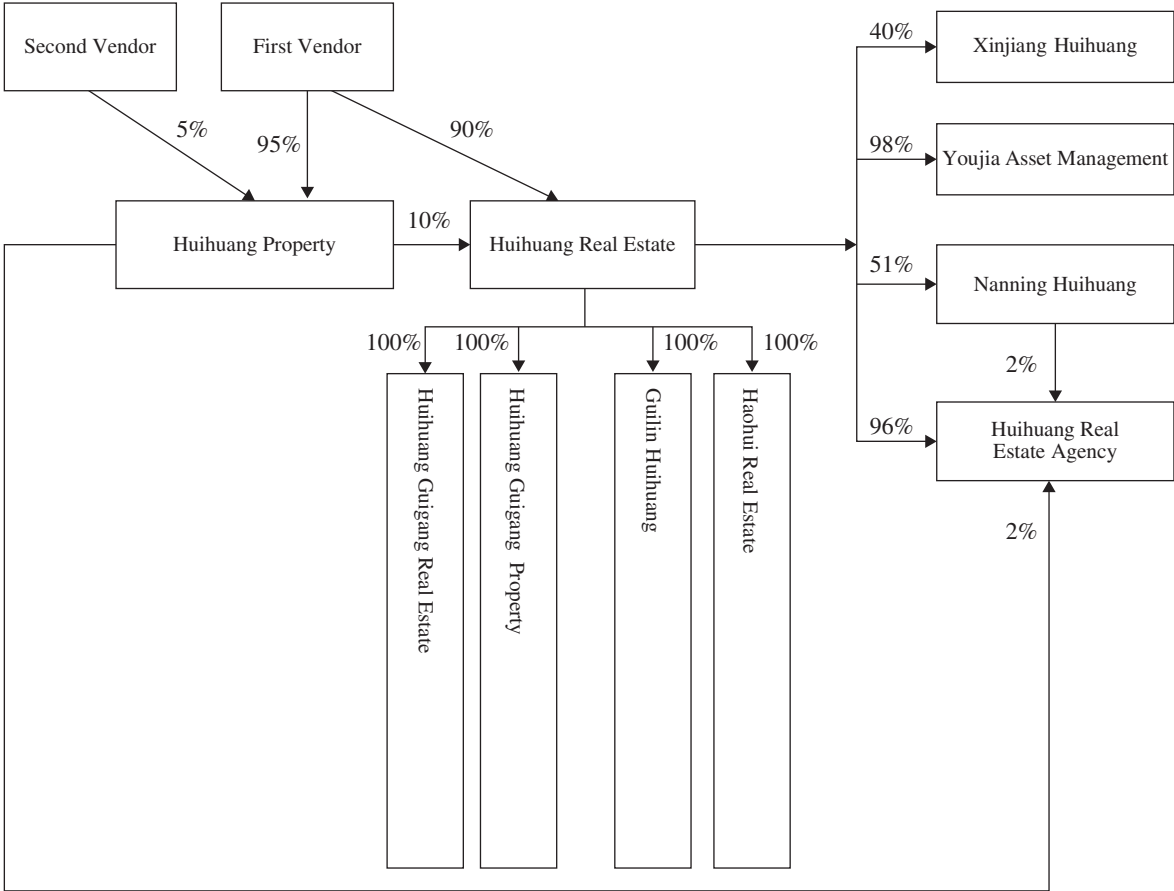 Second Vendor
First Vendor
40%
Xinjiang Huihuang
5%
95%
90%
98%
Youjia Asset Management
Huihuang Property
10%
Huihuang Real Estate
51%
Nanning Huihuang
100%
100%
100%
100%
2%
Huihuang Guigang Real Estate
Huihuang Guigang Property
Guilin Huihuang
Haohui Real Estate
96%
Huihuang Real
Estate Agency
2%